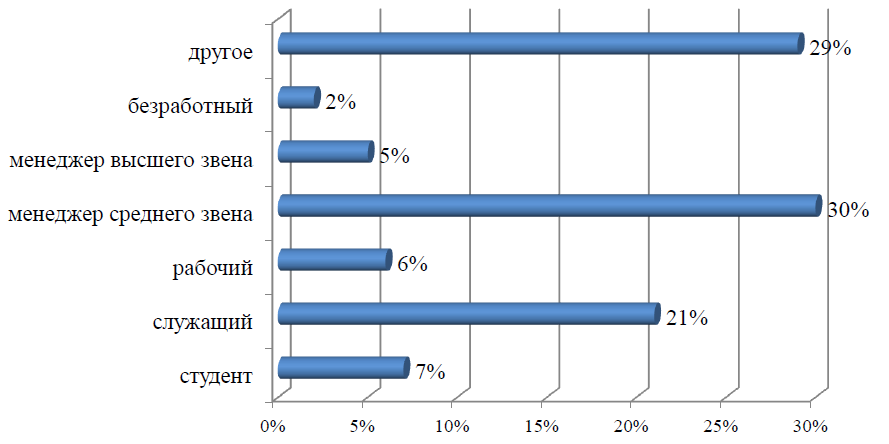 другое 29%
безработный 2%
менеджер высшего звена 5%
менеджер среднего звена 30%
рабочий 6%
служащий 21%
студент 7%
0% 5% 10% 15% 20% 25% 30%